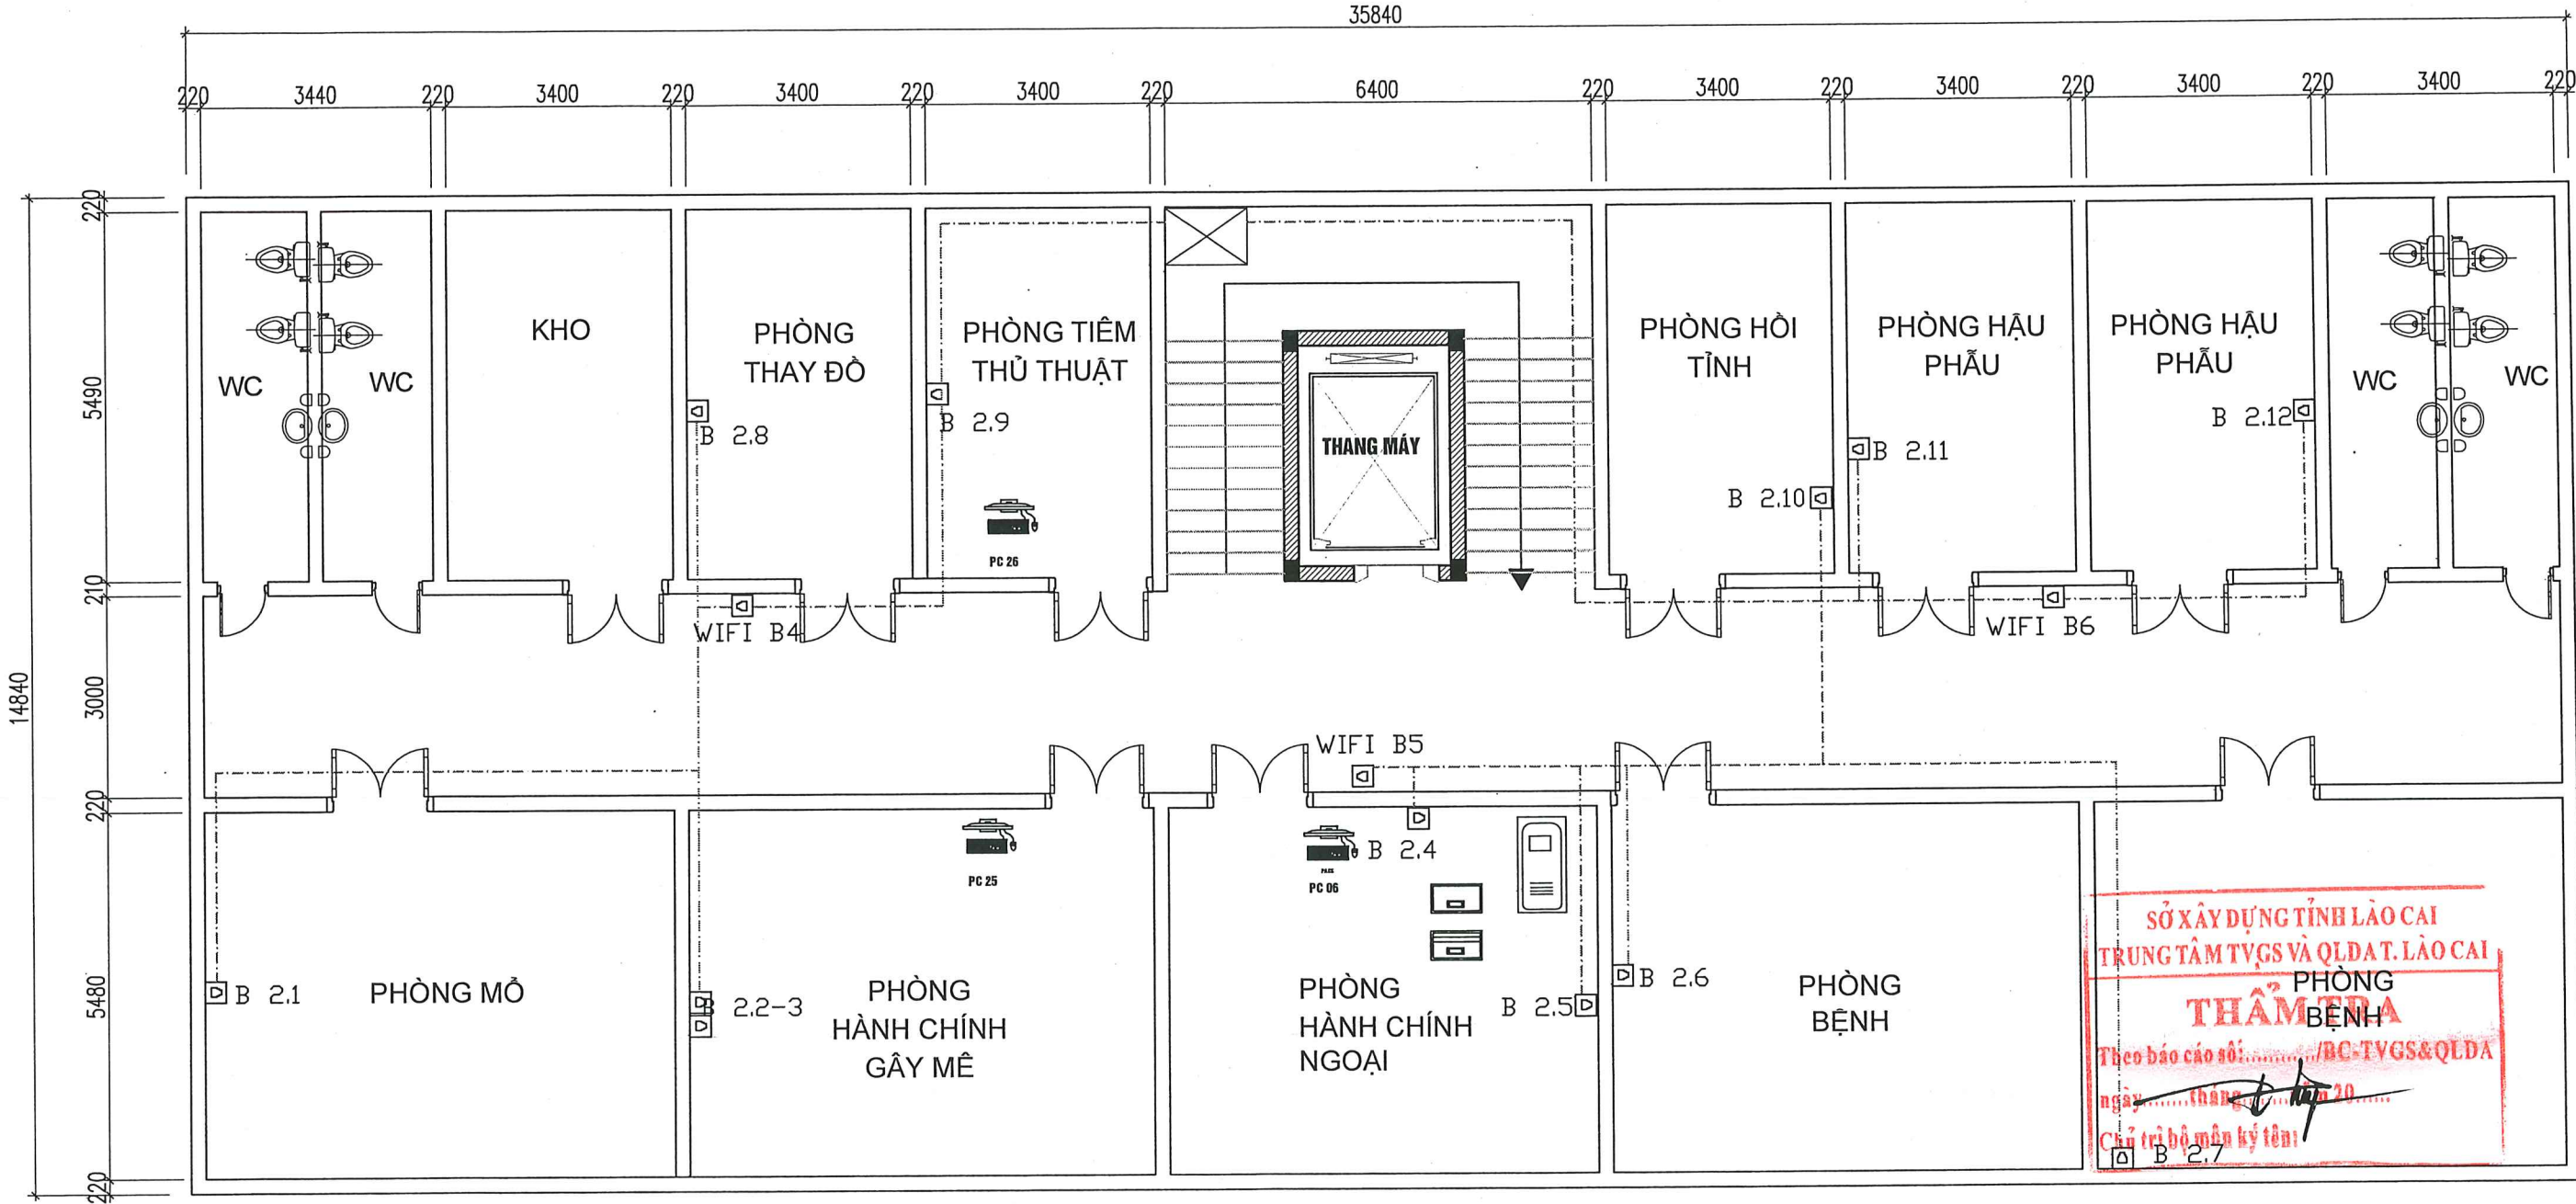 35840
220 3440 220 3400 220 3400 220 3400 220 6400 220 3400 220 3400 220 3400 220 3400 220
14840
220
5490
210
3000
220
5480
220
WC
WC
KHO
PHÒNG
THAY ĐỒ
B 2.8
PHÒNG TIÊM
THỦ THUẬT
B 2.9
PC 26
THANG MÁY
PHÒNG HỒI
TỈNH
B 2.10
PHÒNG HẬU
PHẪU
B 2.11
PHÒNG HẬU
PHẪU
B 2.12
WC
WC
WIFI B4
WIFI B6
WIFI B5
B 2.1
PHÒNG MỔ
B 2.2-3
PC 25
PHÒNG
HÀNH CHÍNH
GÂY MÊ
PC 06
B 2.4
PHÒNG
HÀNH CHÍNH
NGOẠI
B 2.5
B 2.6
PHÒNG
BỆNH
SỞ XÂY DỰNG TỈNH LÀO CAI
TRUNG TÂM TVGS VÀ QLDA T. LÀO CAI
PHÒNG
BỆNH
THẨM TRA
Theo báo cáo số:............/BC-TVGS&QLDA
ngày........tháng........năm 20......
Chủ trì bộ môn ký tên:
B 2.7